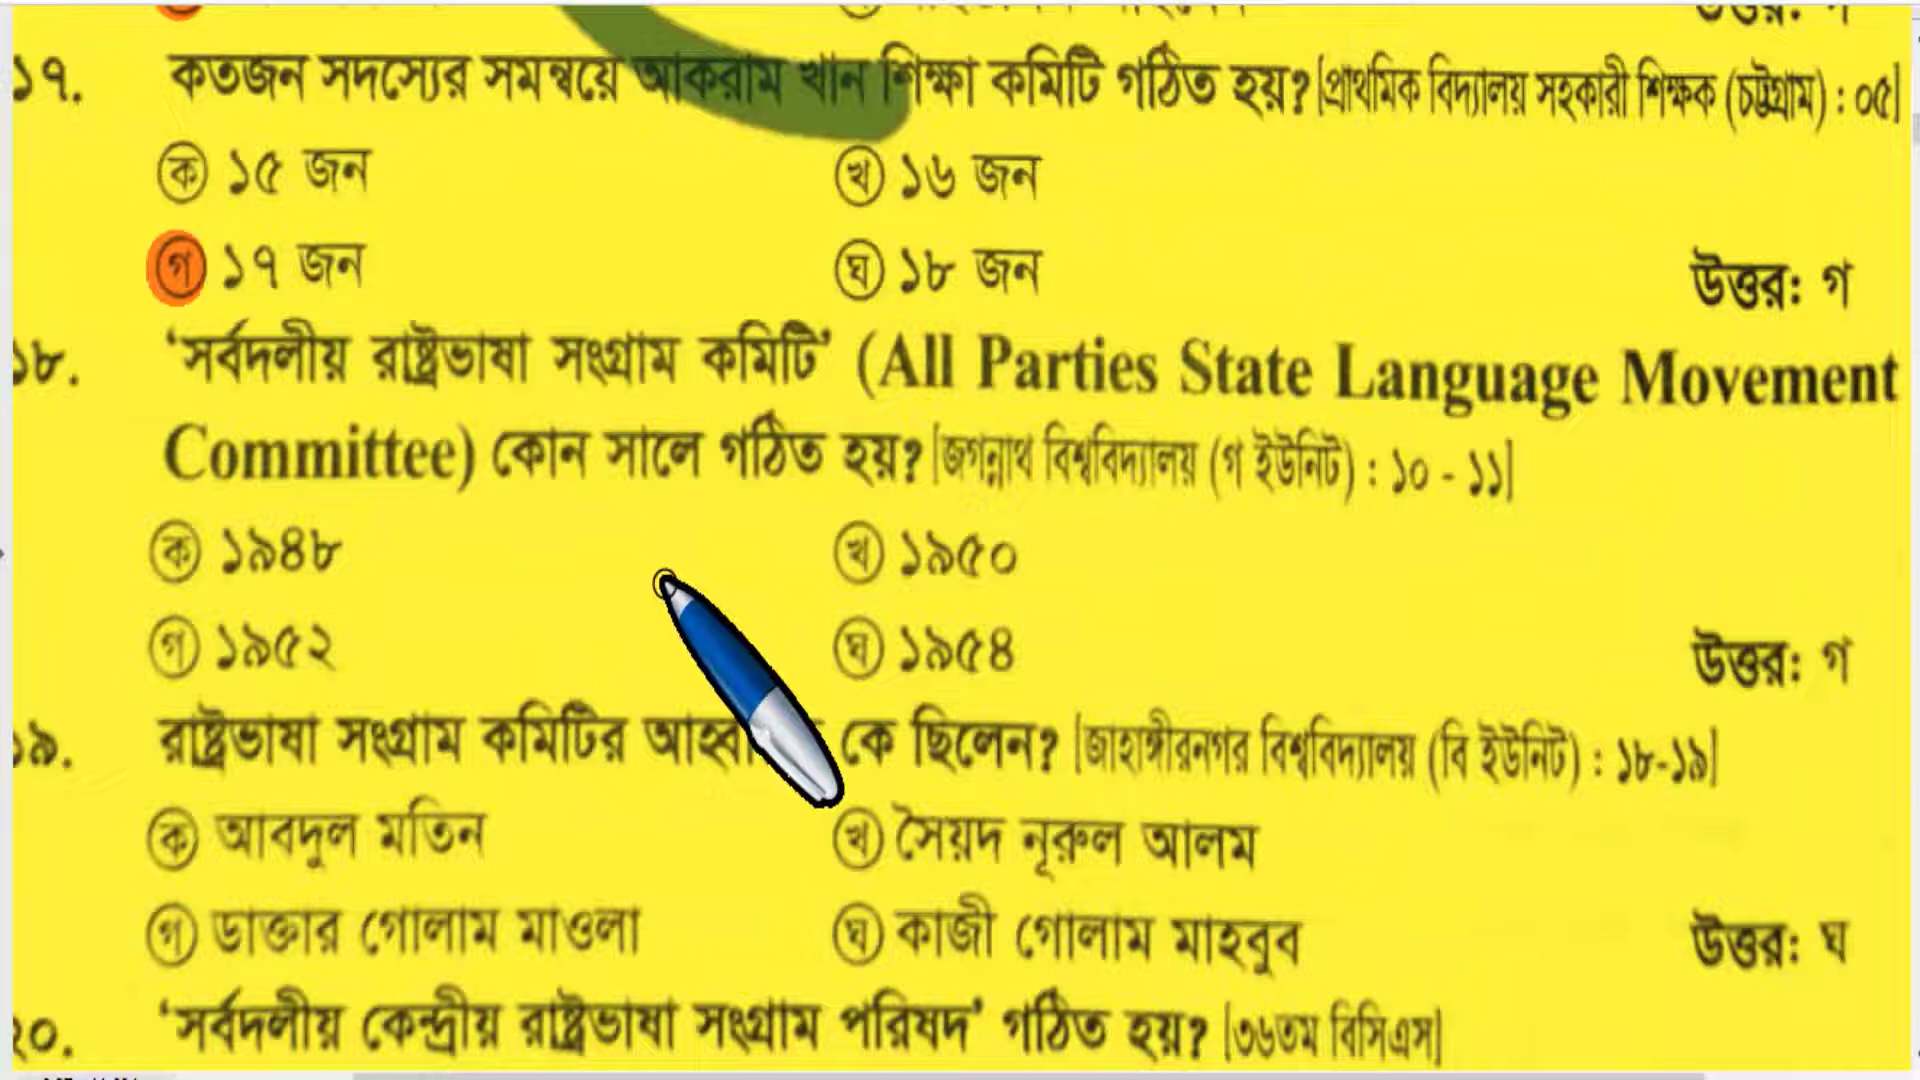 উত্তর: গ
১৭. কতজন সদস্যের সমন্বয়ে আকরাম খান শিক্ষা কমিটি গঠিত হয়? [প্রাথমিক বিদ্যালয় সহকারী শিক্ষক (চট্টগ্রাম) : ০৫]
ক ১৫ জন খ ১৬ জন
গ ১৭ জন ঘ ১৮ জন উত্তর: গ
১৮. ‘সর্বদলীয় রাষ্ট্রভাষা সংগ্রাম কমিটি’ (All Parties State Language Movement
Committee) কোন সালে গঠিত হয়? [জগন্নাথ বিশ্ববিদ্যালয় (গ ইউনিট) : ১০ - ১১]
ক ১৯৪৮ খ ১৯৫০
গ ১৯৫২ ঘ ১৯৫৪ উত্তর: গ
১৯. রাষ্ট্রভাষা সংগ্রাম কমিটির কে ছিলেন? [জাহাঙ্গীরনগর বিশ্ববিদ্যালয় (বি ইউনিট) : ১৮-১৯]
ক আবদুল মতিন খ সৈয়দ নূরুল আলম
গ ডাক্তার গোলাম মাওলা ঘ কাজী গোলাম মাহবুব উত্তর: ঘ
২০. ‘সর্বদলীয় কেন্দ্রীয় রাষ্ট্রভাষা সংগ্রাম পরিষদ’ গঠিত হয়? [৩৬তম বিসিএস]